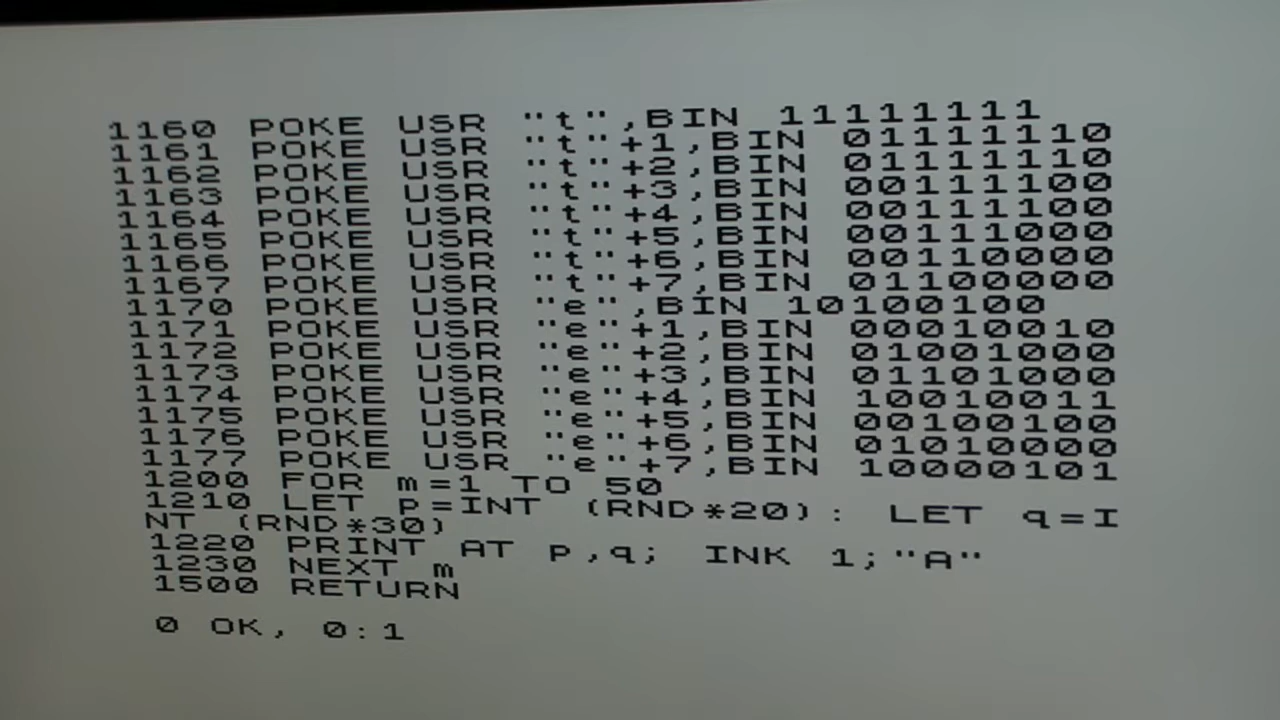 1160 POKE USR "t",BIN 11111111
1161 POKE USR "t"+1,BIN 01111110
1162 POKE USR "t"+2,BIN 01111110
1163 POKE USR "t"+3,BIN 00111100
1164 POKE USR "t"+4,BIN 00111100
1165 POKE USR "t"+5,BIN 00111000
1166 POKE USR "t"+6,BIN 00110000
1167 POKE USR "t"+7,BIN 01100000
1170 POKE USR "e",BIN 10100100
1171 POKE USR "e"+1,BIN 00010010
1172 POKE USR "e"+2,BIN 01001000
1173 POKE USR "e"+3,BIN 01101000
1174 POKE USR "e"+4,BIN 10010011
1175 POKE USR "e"+5,BIN 00100100
1176 POKE USR "e"+6,BIN 01010000
1177 POKE USR "e"+7,BIN 10000101
1200 FOR m=1 TO 50
1210 LET p=INT (RND*20): LET q=I
NT (RND*30)
1220 PRINT AT p,q; INK 1;"A"
1230 NEXT m
1500 RETURN
0 OK, 0:1